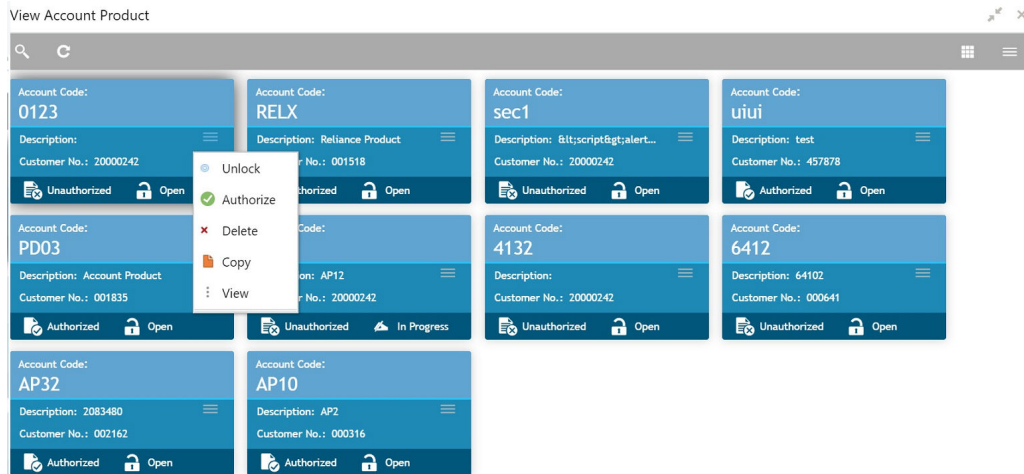 View Account Product
Account Code:
0123
Description:
Customer No.: 20000242
Unauthorized Open
Account Code:
RELX
Description: Reliance Product
r No.: 001518
thorized Open
Account Code:
sec1
Description: &lt;script&gt;alert...
Customer No.: 20000242
Unauthorized Open
Account Code:
uiui
Description: test
Customer No.: 457878
Authorized Open
Unlock
Authorize
Delete
Copy
View
Account Code:
PD03
Description: Account Product
Customer No.: 001835
Authorized Open
Code:
on: AP12
r No.: 20000242
Unauthorized In Progress
Account Code:
4132
Description:
Customer No.: 20000242
Unauthorized Open
Account Code:
6412
Description: 64102
Customer No.: 000641
Unauthorized Open
Account Code:
AP32
Description: 2083480
Customer No.: 002162
Authorized Open
Account Code:
AP10
Description: AP2
Customer No.: 000316
Authorized Open